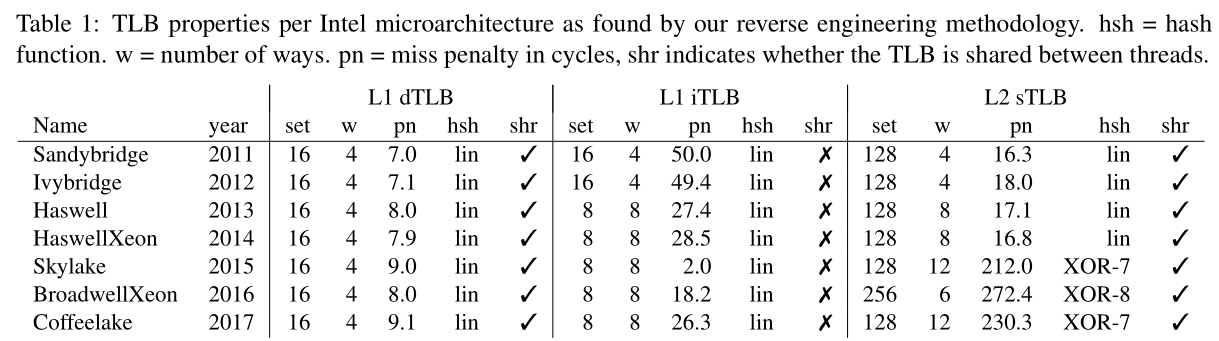 Table 1: TLB properties per Intel microarchitecture as found by our reverse engineering methodology. hsh = hash
function. w = number of ways. pn = miss penalty in cycles, shr indicates whether the TLB is shared between threads.
L1 dTLB L1 iTLB L2 sTLB
Name year set w pn hsh shr set w pn hsh shr set w pn hsh shr
Sandybridge 2011 16 4 7.0 lin ✓ 16 4 50.0 lin ✗ 128 4 16.3 lin ✓
Ivybridge 2012 16 4 7.1 lin ✓ 16 4 49.4 lin ✗ 128 4 18.0 lin ✓
Haswell 2013 16 4 8.0 lin ✓ 8 8 27.4 lin ✗ 128 8 17.1 lin ✓
HaswellXeon 2014 16 4 7.9 lin ✓ 8 8 28.5 lin ✗ 128 8 16.8 lin ✓
Skylake 2015 16 4 9.0 lin ✓ 8 8 2.0 lin ✗ 128 12 212.0 XOR-7 ✓
BroadwellXeon 2016 16 4 8.0 lin ✓ 8 8 18.2 lin ✗ 256 6 272.4 XOR-8 ✓
Coffeelake 2017 16 4 9.1 lin ✓ 8 8 26.3 lin ✗ 128 12 230.3 XOR-7 ✓